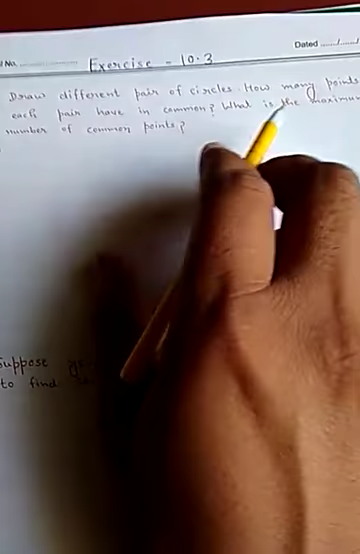 No. Dated
Exercise - 10.3
Draw different pair of circles. How many points
each pair have in common? What is the maximum
number of common points?
Suppose
to find